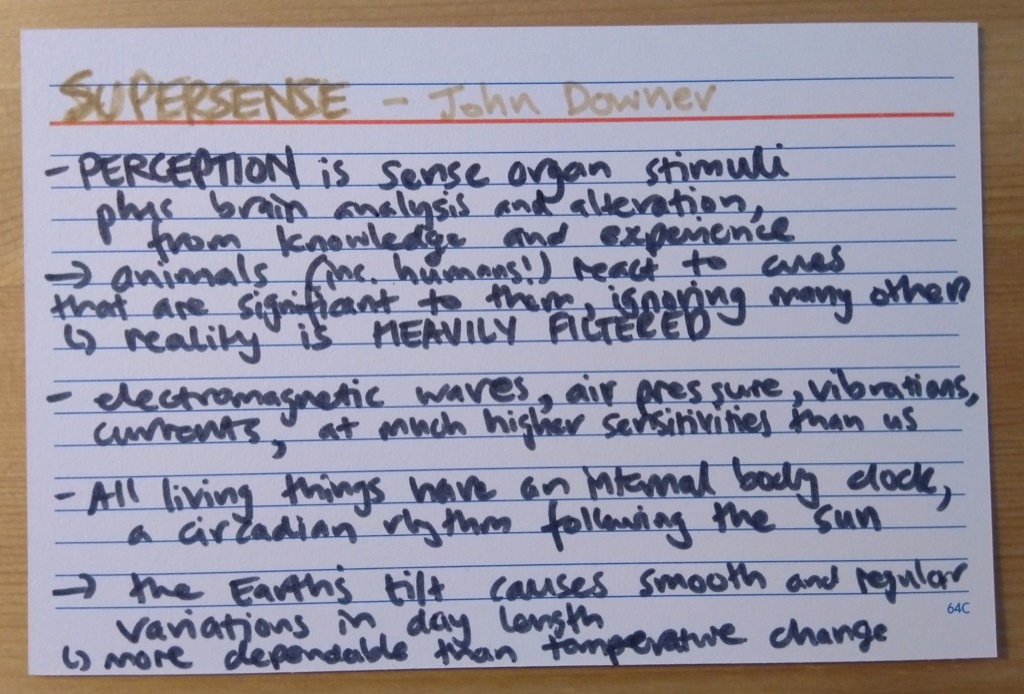 SUPERSENSE - John Downer
- PERCEPTION is sense organ stimuli
plus brain analysis and alteration,
from knowledge and experience
→ animals (inc. humans!) react to cues
that are significant to them, ignoring many other
↳ reality is HEAVILY FILTERED
- electromagnetic waves, air pressure, vibrations,
currents, at much higher sensitivities than us
- All living things have an internal body clock,
a circadian rhythm following the sun
→ the Earth's tilt causes smooth and regular
variations in day length
64C
↳ more dependable than temperature change